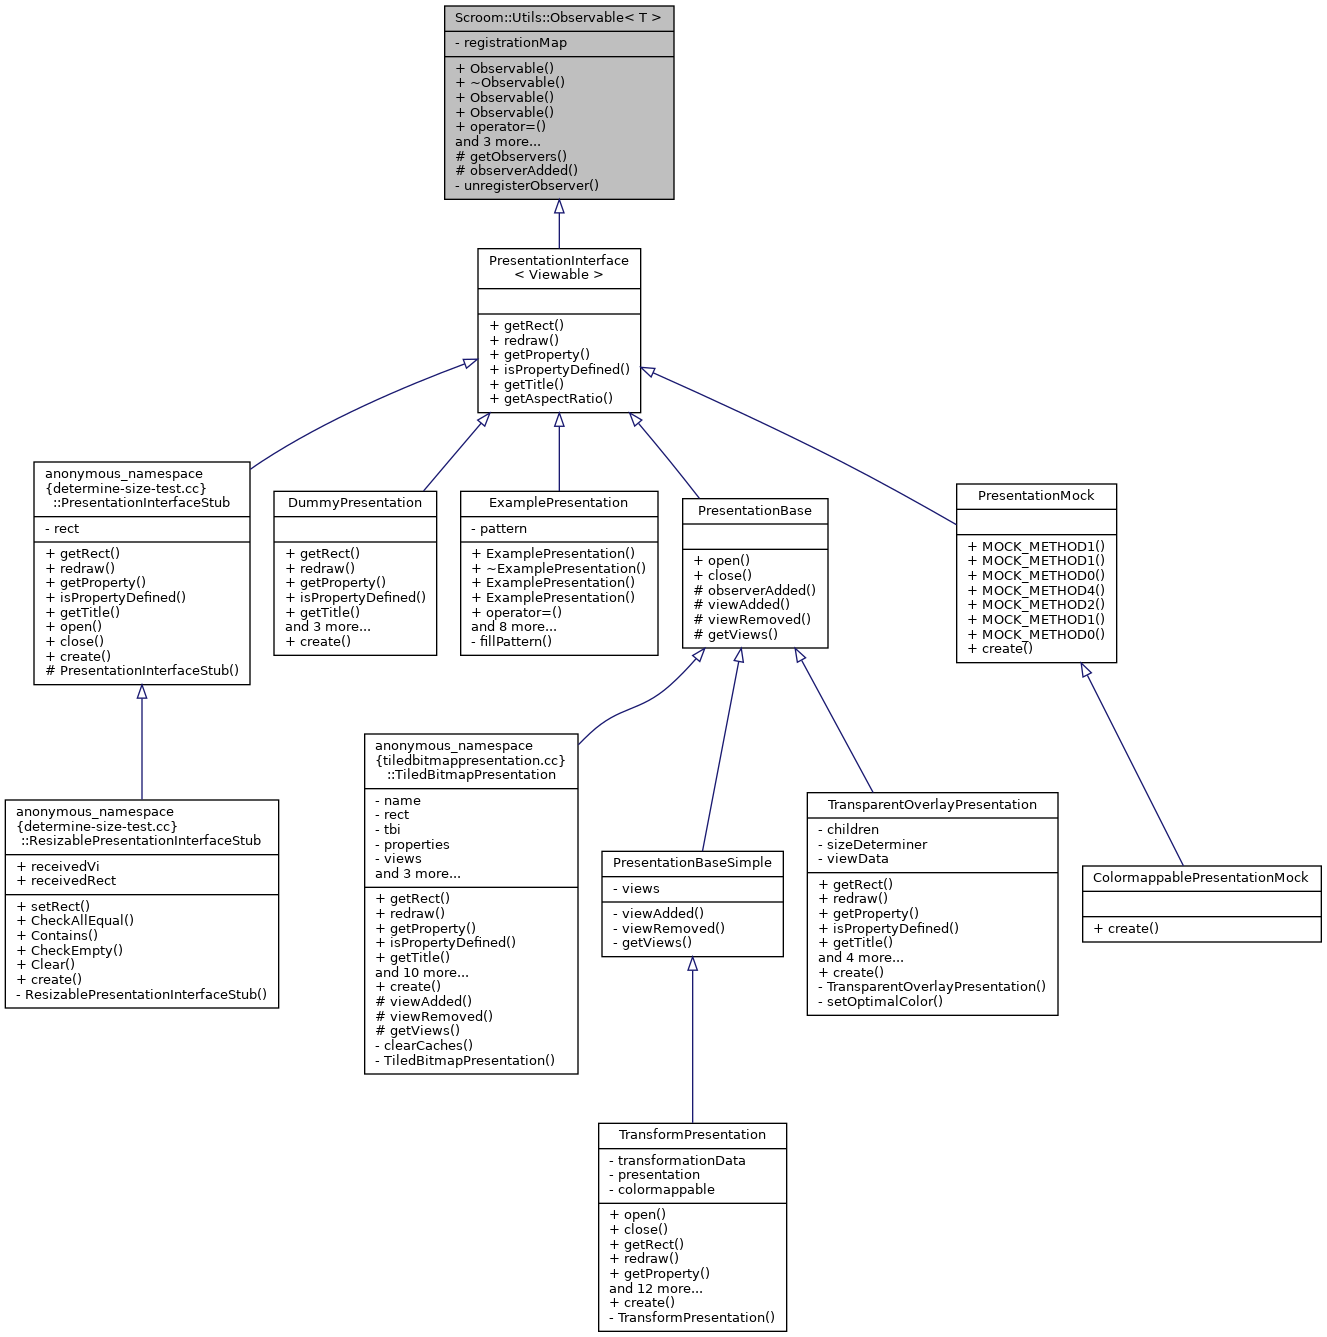 Scroom::Utils::Observable< T >
- registrationMap
+ Observable()
+ ~Observable()
+ Observable()
+ Observable()
+ operator=()
and 3 more...
# getObservers()
# observerAdded()
- unregisterObserver()
PresentationInterface
< Viewable >
+ getRect()
+ redraw()
+ getProperty()
+ isPropertyDefined()
+ getTitle()
+ getAspectRatio()
anonymous_namespace
{determine-size-test.cc}
::PresentationInterfaceStub
- rect
+ getRect()
+ redraw()
+ getProperty()
+ isPropertyDefined()
+ getTitle()
+ open()
+ close()
+ create()
# PresentationInterfaceStub()
DummyPresentation
+ getRect()
+ redraw()
+ getProperty()
+ isPropertyDefined()
+ getTitle()
and 3 more...
+ create()
ExamplePresentation
- pattern
+ ExamplePresentation()
+ ~ExamplePresentation()
+ ExamplePresentation()
+ ExamplePresentation()
+ operator=()
and 8 more...
- fillPattern()
PresentationBase
+ open()
+ close()
# observerAdded()
# viewAdded()
# viewRemoved()
# getViews()
PresentationMock
+ MOCK_METHOD1()
+ MOCK_METHOD1()
+ MOCK_METHOD0()
+ MOCK_METHOD4()
+ MOCK_METHOD2()
+ MOCK_METHOD1()
+ MOCK_METHOD0()
+ create()
anonymous_namespace
{determine-size-test.cc}
::ResizablePresentationInterfaceStub
+ receivedVi
+ receivedRect
+ setRect()
+ CheckAllEqual()
+ Contains()
+ CheckEmpty()
+ Clear()
+ create()
- ResizablePresentationInterfaceStub()
anonymous_namespace
{tiledbitmappresentation.cc}
::TiledBitmapPresentation
- name
- rect
- tbi
- properties
- views
and 3 more...
+ getRect()
+ redraw()
+ getProperty()
+ isPropertyDefined()
+ getTitle()
and 10 more...
+ create()
# viewAdded()
# viewRemoved()
# getViews()
- clearCaches()
- TiledBitmapPresentation()
PresentationBaseSimple
- views
- viewAdded()
- viewRemoved()
- getViews()
TransparentOverlayPresentation
- children
- sizeDeterminer
- viewData
+ getRect()
+ redraw()
+ getProperty()
+ isPropertyDefined()
+ getTitle()
and 4 more...
+ create()
- TransparentOverlayPresentation()
- setOptimalColor()
ColormappablePresentationMock
+ create()
TransformPresentation
- transformationData
- presentation
- colormappable
+ open()
+ close()
+ getRect()
+ redraw()
+ getProperty()
and 12 more...
+ create()
- TransformPresentation()